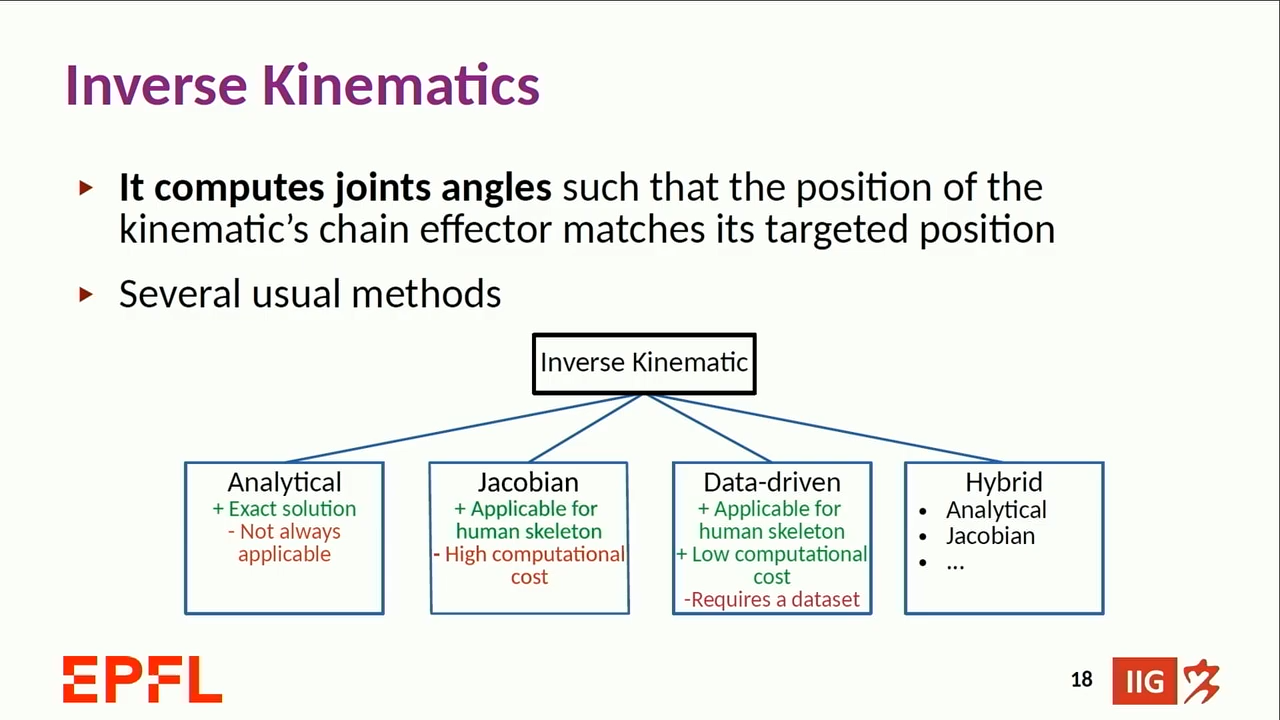 Inverse Kinematics
▸ It computes joints angles such that the position of the
kinematic’s chain effector matches its targeted position
▸ Several usual methods
Inverse Kinematic
Analytical
+ Exact solution
- Not always
applicable
Jacobian
+ Applicable for
human skeleton
- High computational
cost
Data-driven
+ Applicable for
human skeleton
+ Low computational
cost
-Requires a dataset
Hybrid
• Analytical
• Jacobian
• ...
EPFL
18
IIG